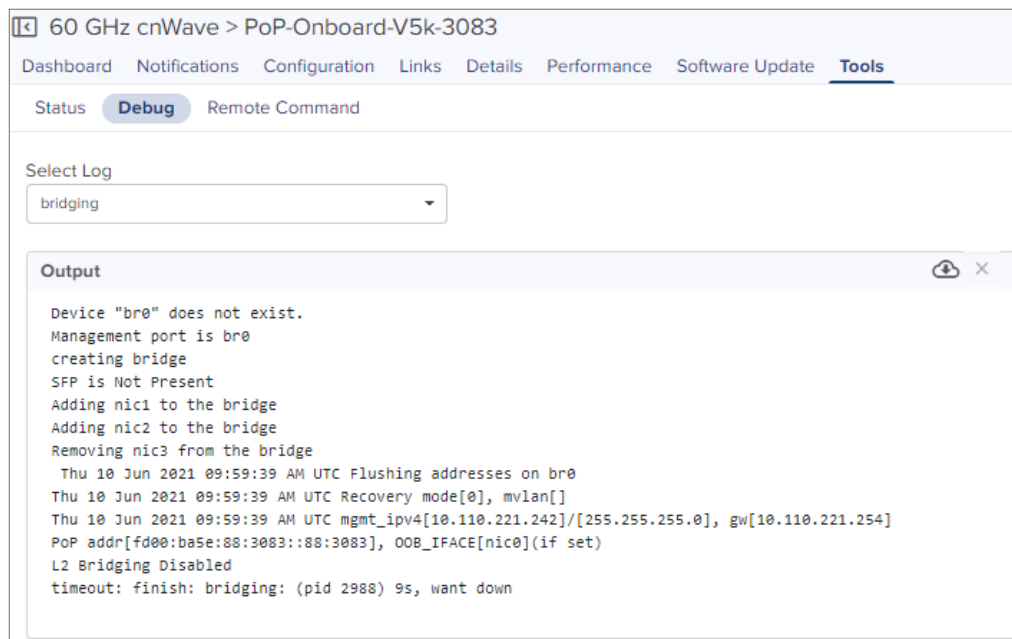 60 GHz cnWave > PoP-Onboard-V5k-3083
Dashboard Notifications Configuration Links Details Performance Software Update Tools
Status Debug Remote Command
Select Log
bridging
Output
Device "br0" does not exist.
Management port is br0
creating bridge
SFP is Not Present
Adding nic1 to the bridge
Adding nic2 to the bridge
Removing nic3 from the bridge
Thu 10 Jun 2021 09:59:39 AM UTC Flushing addresses on br0
Thu 10 Jun 2021 09:59:39 AM UTC Recovery mode[0], mvlan[]
Thu 10 Jun 2021 09:59:39 AM UTC mgmt_ipv4[10.110.221.242]/[255.255.255.0], gw[10.110.221.254]
PoP addr[fd00:ba5e:88:3083::88:3083], OOB_IFACE[nic0](if set)
L2 Bridging Disabled
timeout: finish: bridging: (pid 2988) 9s, want down